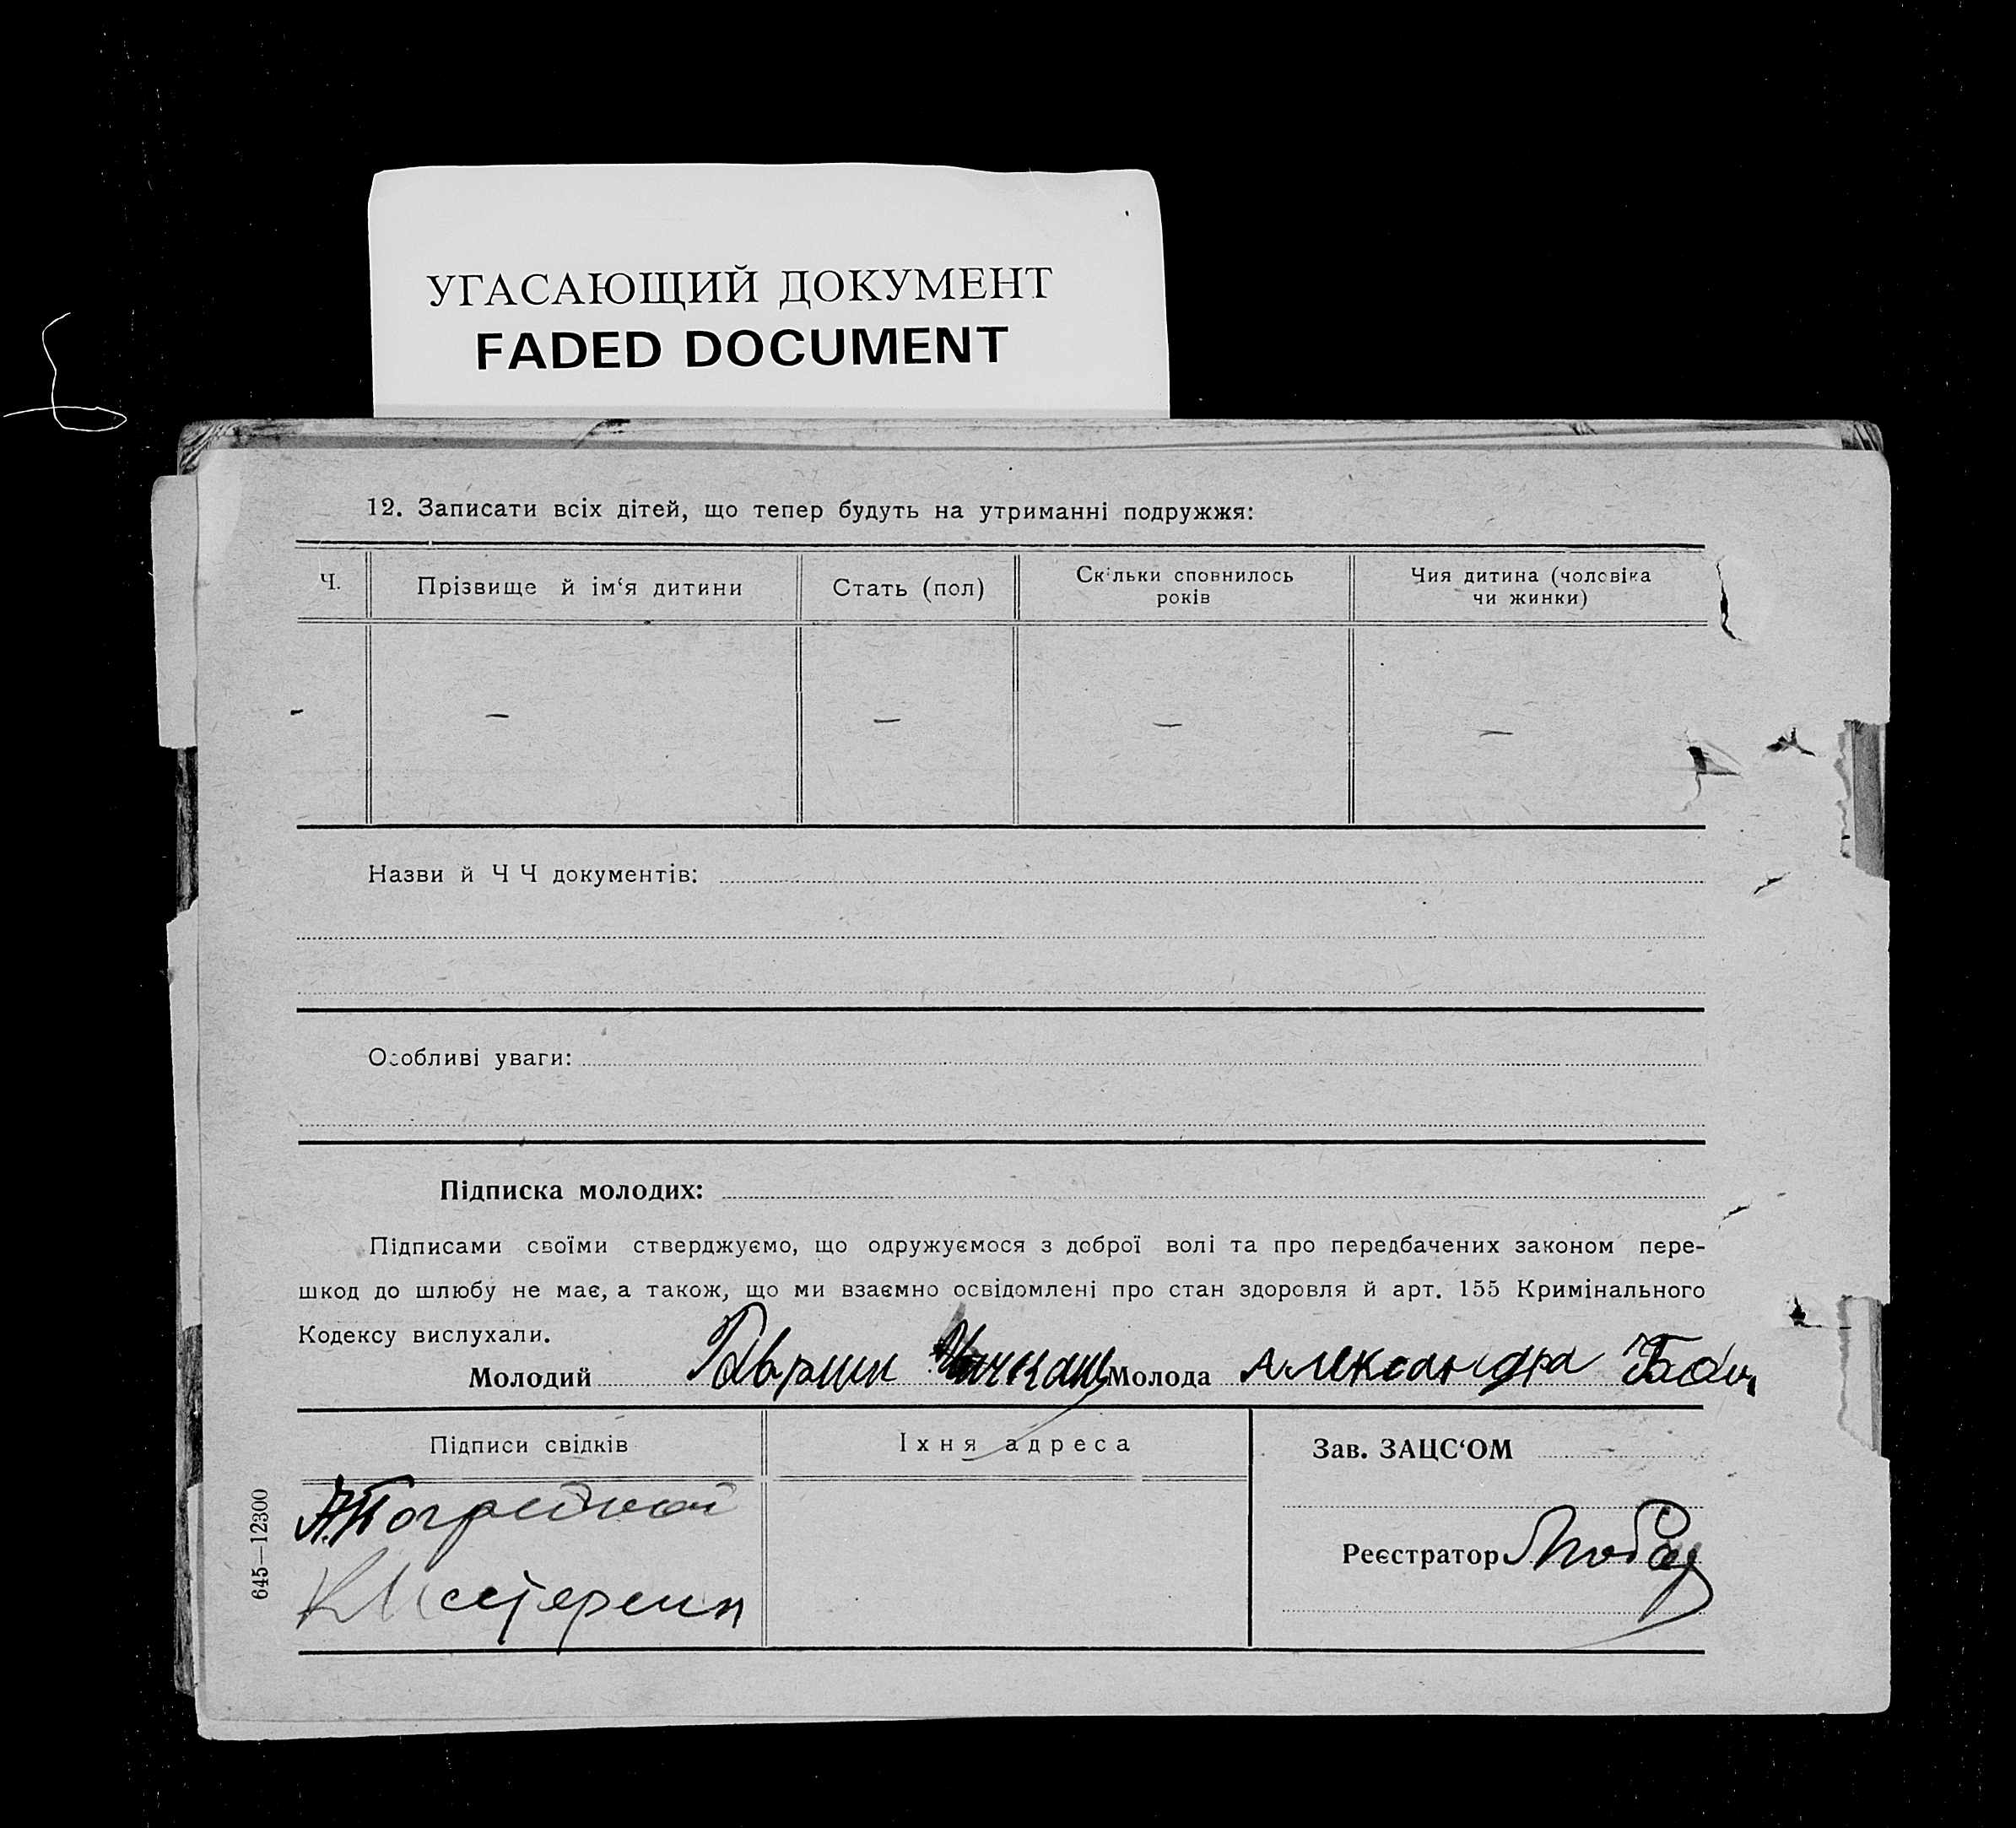 УГАСАЮЩИЙ ДОКУМЕНТ
FADED DOCUMENT
12. Записати всіх дітей, що тепер будуть на утриманні подружжя:
Ч.
Прізвище й ім‘я дитини
Стать (пол)
Скільки сповнилось
років
Чия дитина (чоловіка
чи жинки)
– – – – –
Назви й Ч Ч документів:
Особливі уваги:
Підписка молодих:
Підписами своїми стверджуємо, що одружуємося з доброї волі та про передбачених законом пере-
шкод до шлюбу не має, а також, що ми взаємно освідомлені про стан здоровля й арт. 155 Кримінального
Кодексу вислухали.
Молодий Молода Александра
Підписи свідків
Їхня адреса
Зав. ЗАЦС‘ОМ
Реєстратор
645—12300